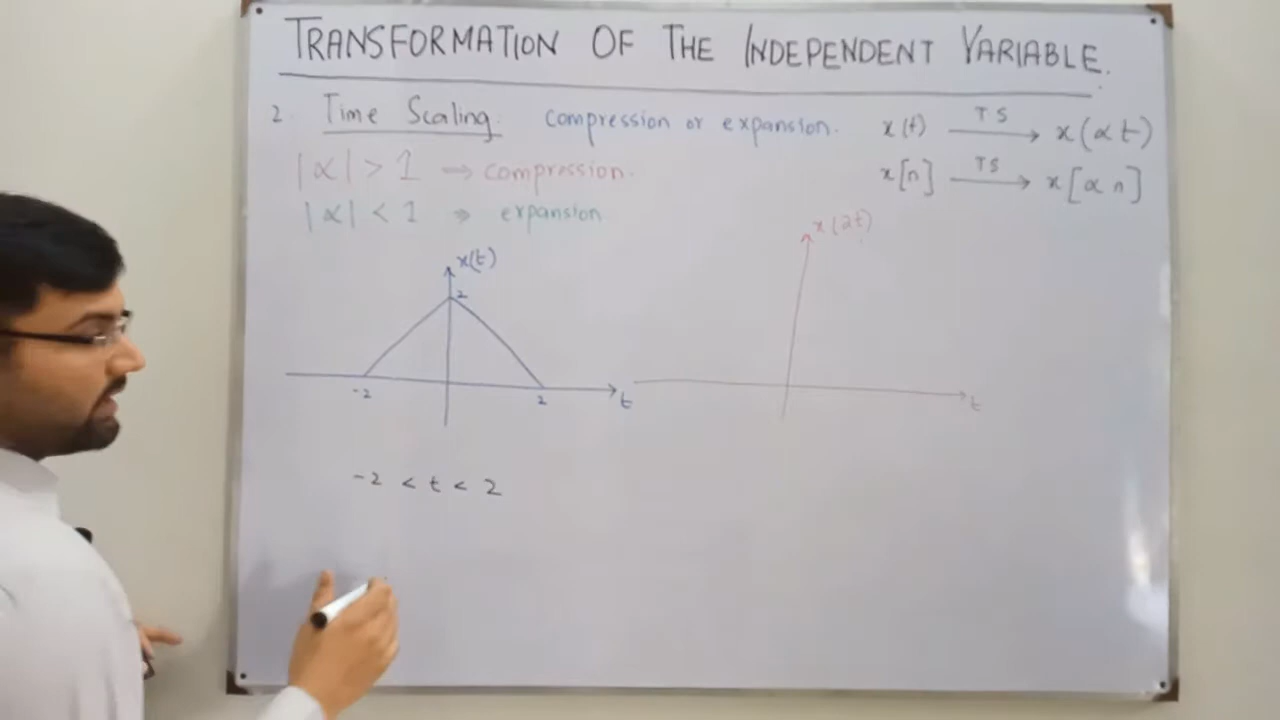 TRANSFORMATION OF THE INDEPENDENT VARIABLE.
2. Time Scaling. compression or expansion. x(t) TS→ x(αt)
|α| > 1 ⇒ compression. x[n] TS→ x[αn]
|α| < 1 ⇒ expansion
x(t)
x(2t)
2
-2 2 t
t
-2 < t < 2